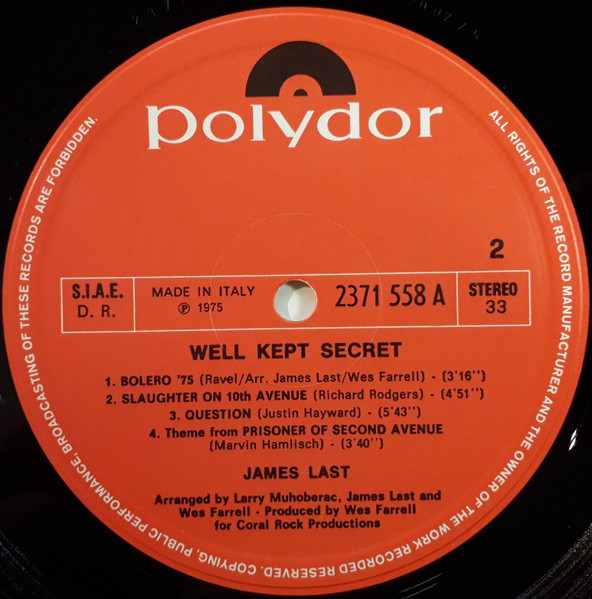 polydor
ALL RIGHTS OF THE RECORD MANUFACTURER AND THE OWNER OF THE WORK RECORDED RESERVED. COPYING, PUBLIC PERFORMANCE, BROADCASTING OF THESE RECORDS ARE FORBIDDEN.
2
S.I.A.E.
D. R.
MADE IN ITALY
℗ 1975
2371 558 A
STEREO
33
WELL KEPT SECRET
1. BOLERO '75 (Ravel/Arr. James Last/Wes Farrell) - (3'16'')
2. SLAUGHTER ON 10th AVENUE (Richard Rodgers) - (4'51'')
3. QUESTION (Justin Hayward) - (5'43'')
4. Theme from PRISONER OF SECOND AVENUE
(Marvin Hamlisch) - (3'40'')
JAMES LAST
Arranged by Larry Muhoberac, James Last and
Wes Farrell - Produced by Wes Farrell
for Coral Rock Productions